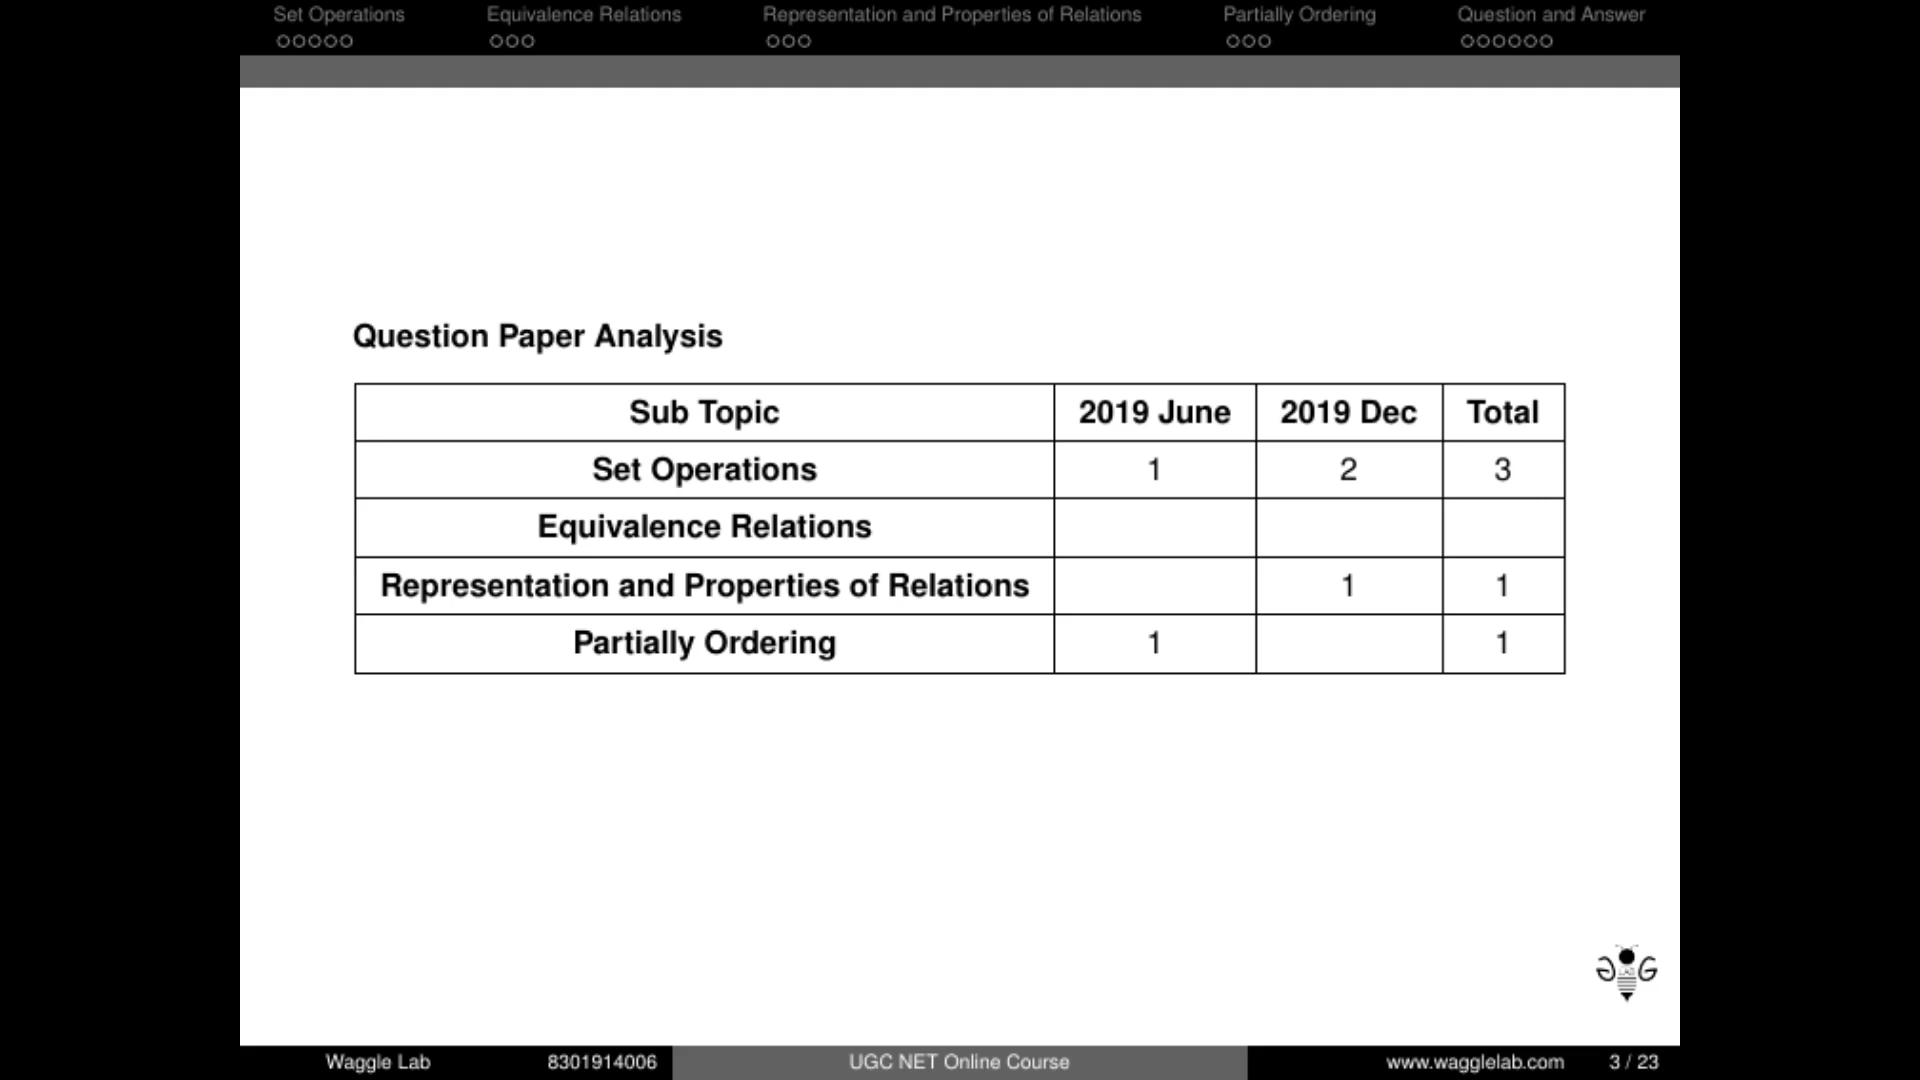 Set Operations Equivalence Relations Representation and Properties of Relations Partially Ordering Question and Answer
Question Paper Analysis
Sub Topic 2019 June 2019 Dec Total
Set Operations 1 2 3
Equivalence Relations
Representation and Properties of Relations 1 1
Partially Ordering 1 1
Waggle Lab 8301914006 UGC NET Online Course www.wagglelab.com 3 / 23